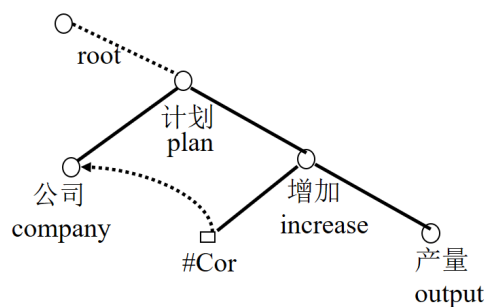 root
计划
plan
公司
company
增加
increase
#Cor
产量
output